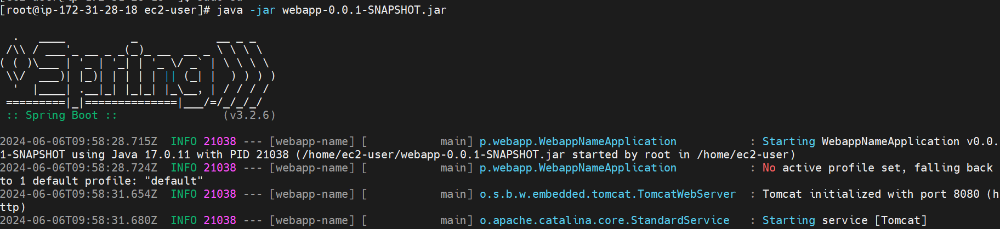 [root@ip-172-31-28-18 ec2-user]# java -jar webapp-0.0.1-SNAPSHOT.jar
  .   ____          _            __ _ _
 /\\ / ___'_ __ _ _(_)_ __  __ _ \ \ \ \
( ( )\___ | '_ | '_| | '_ \/ _` | \ \ \ \
 \\/  ___)| |_)| | | | | || (_| |  ) ) ) )
  '  |____| .__|_| |_|_| |_\__, | / / / /
 =========|_|==============|___/=/_/_/_/
 :: Spring Boot ::                (v3.2.6)
2024-06-06T09:58:28.715Z  INFO 21038 --- [webapp-name] [           main] p.webapp.WebappNameApplication           : Starting WebappNameApplication v0.0.
1-SNAPSHOT using Java 17.0.11 with PID 21038 (/home/ec2-user/webapp-0.0.1-SNAPSHOT.jar started by root in /home/ec2-user)
2024-06-06T09:58:28.724Z  INFO 21038 --- [webapp-name] [           main] p.webapp.WebappNameApplication           : No active profile set, falling back
to 1 default profile: "default"
2024-06-06T09:58:31.654Z  INFO 21038 --- [webapp-name] [           main] o.s.b.w.embedded.tomcat.TomcatWebServer  : Tomcat initialized with port 8080 (h
ttp)
2024-06-06T09:58:31.680Z  INFO 21038 --- [webapp-name] [           main] o.apache.catalina.core.StandardService   : Starting service [Tomcat]